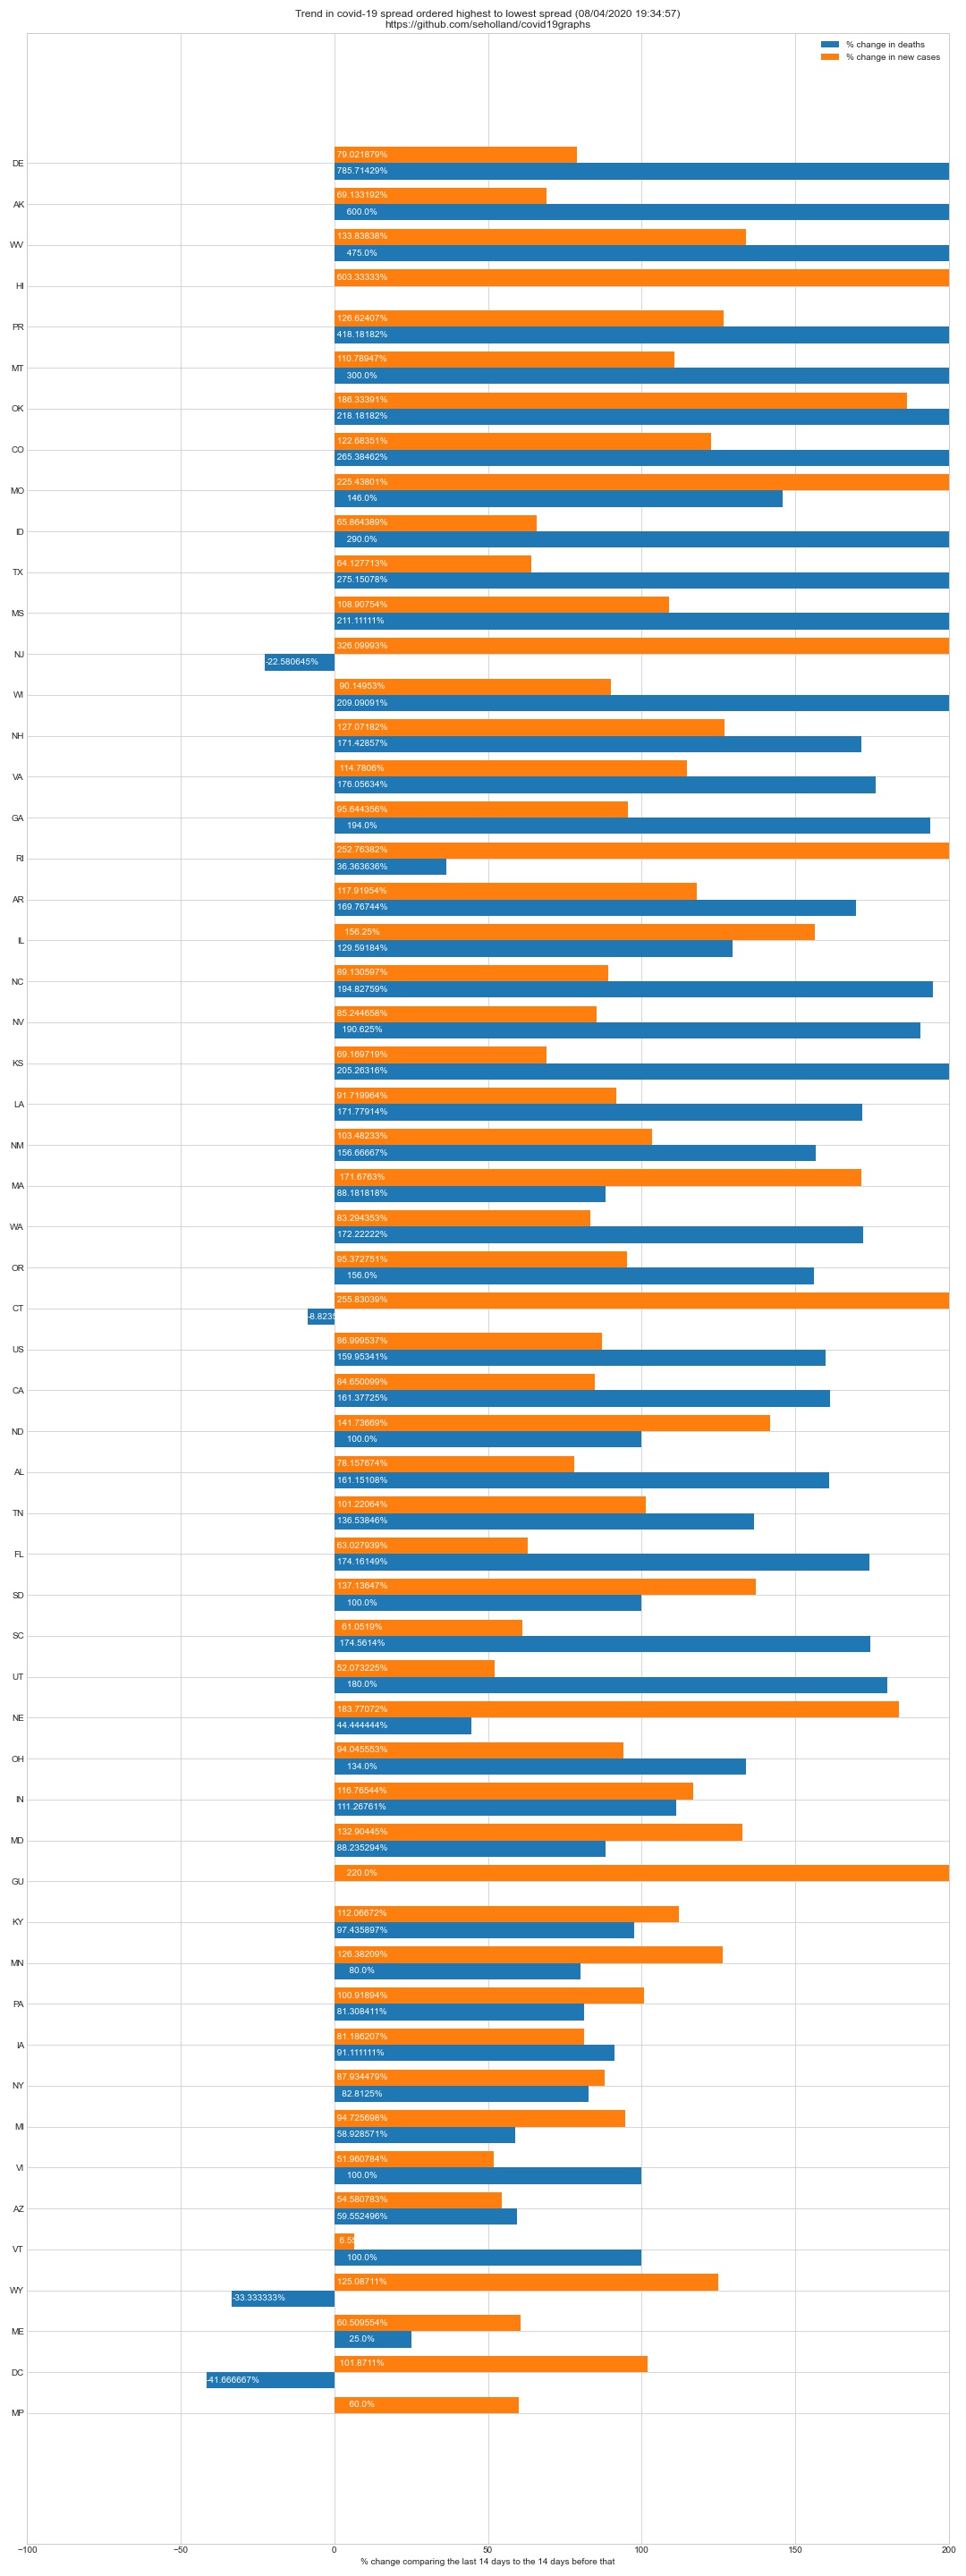 Trend in covid-19 spread ordered highest to lowest spread (08/04/2020 19:34:57)
https://github.com/seholland/covid19graphs
% change in deaths
% change in new cases
79.021879%
DE
785.71429%
69.133192%
AK
600.0%
133.83838%
WV
475.0%
603.33333%
HI
126.62407%
PR
418.18182%
110.78947%
MT
300.0%
186.33391%
OK
218.18182%
122.68351%
CO
265.38462%
225.43801%
MO
146.0%
65.864389%
ID
290.0%
64.127713%
TX
275.15078%
108.90754%
MS
211.11111%
326.09993%
NJ
-22.580645%
90.14953%
WI
209.09091%
127.07182%
NH
171.42857%
114.7806%
VA
176.05634%
95.644356%
GA
194.0%
252.76382%
RI
36.363636%
117.91954%
AR
169.76744%
156.25%
IL
129.59184%
89.130597%
NC
194.82759%
85.244658%
NV
190.625%
69.169719%
KS
205.26316%
91.719964%
LA
171.77914%
103.48233%
NM
156.66667%
171.6763%
MA
88.181818%
83.294353%
WA
172.22222%
95.372751%
OR
156.0%
255.83039%
CT
-8.823
86.999537%
US
159.95341%
84.650099%
CA
161.37725%
141.73669%
ND
100.0%
78.157674%
AL
161.15108%
101.22064%
TN
136.53846%
63.027939%
FL
174.16149%
137.13647%
SD
100.0%
61.0519%
SC
174.5614%
52.073225%
UT
180.0%
183.77072%
NE
44.444444%
94.045553%
OH
134.0%
116.76544%
IN
111.26761%
132.90445%
MD
88.235294%
220.0%
GU
112.06672%
KY
97.435897%
126.38209%
MN
80.0%
100.91894%
PA
81.308411%
81.186207%
IA
91.111111%
87.934479%
NY
82.8125%
94.725698%
MI
58.928571%
51.960784%
VI
100.0%
54.580783%
AZ
59.552496%
6.5
VT
100.0%
125.08711%
WY
-33.333333%
60.509554%
ME
25.0%
101.8711%
DC
-41.666667%
60.0%
MP
−100 −50 0 50 100 150 200
% change comparing the last 14 days to the 14 days before that